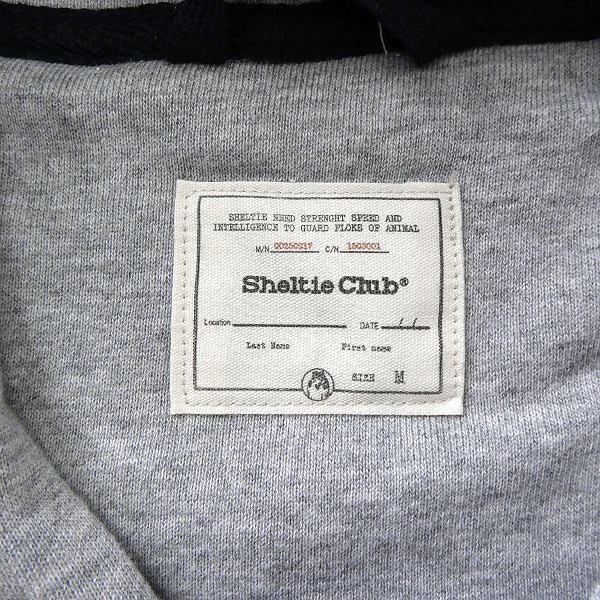 SHELTIE NEED STRENGHT SPEED AND
INTELLIGENCE TO GUARD FLOKS OF ANIMAL
M/N 00250317 C/N 1503001
Sheltie Club®
Location DATE / /
Last Name First name
SIZE M